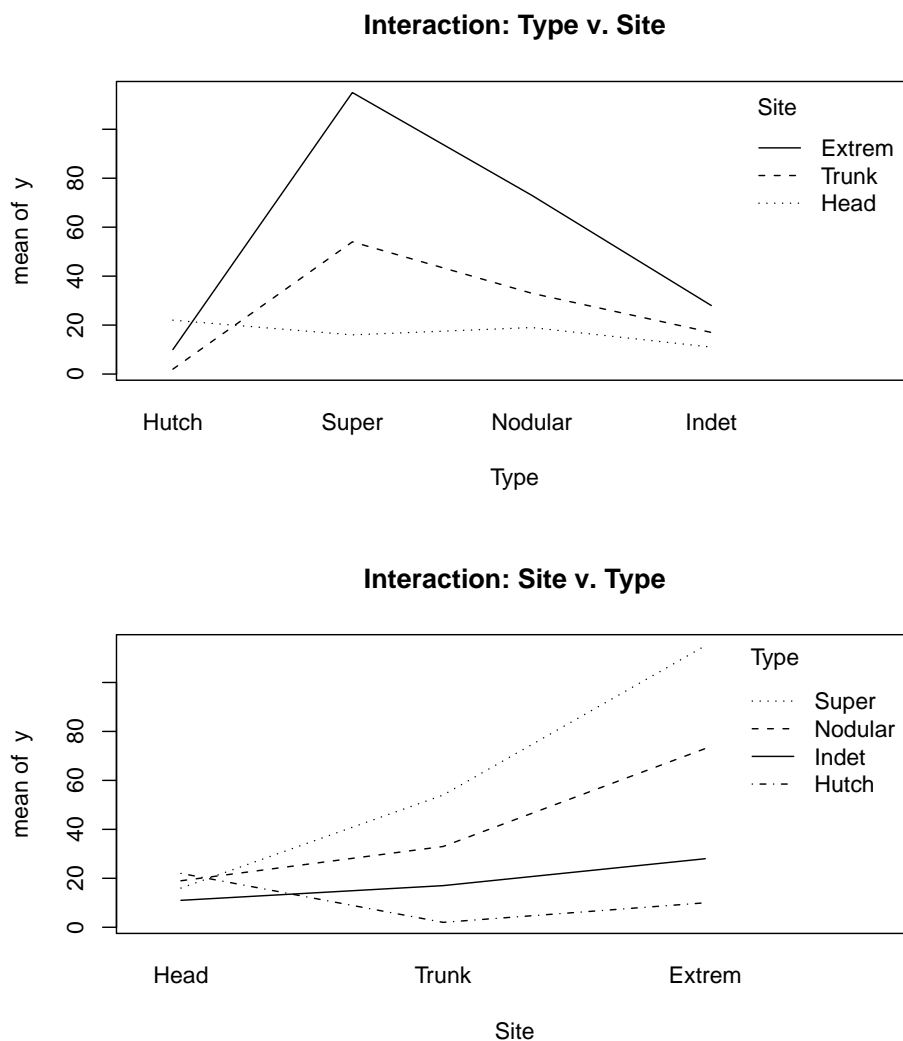 Interaction: Type v. Site
mean of y
80
60
40
20
0
Site
Extrem
Trunk
Head
Hutch Super Nodular Indet
Type
Interaction: Site v. Type
mean of y
80
60
40
20
0
Type
Super
Nodular
Indet
Hutch
Head Trunk Extrem
Site